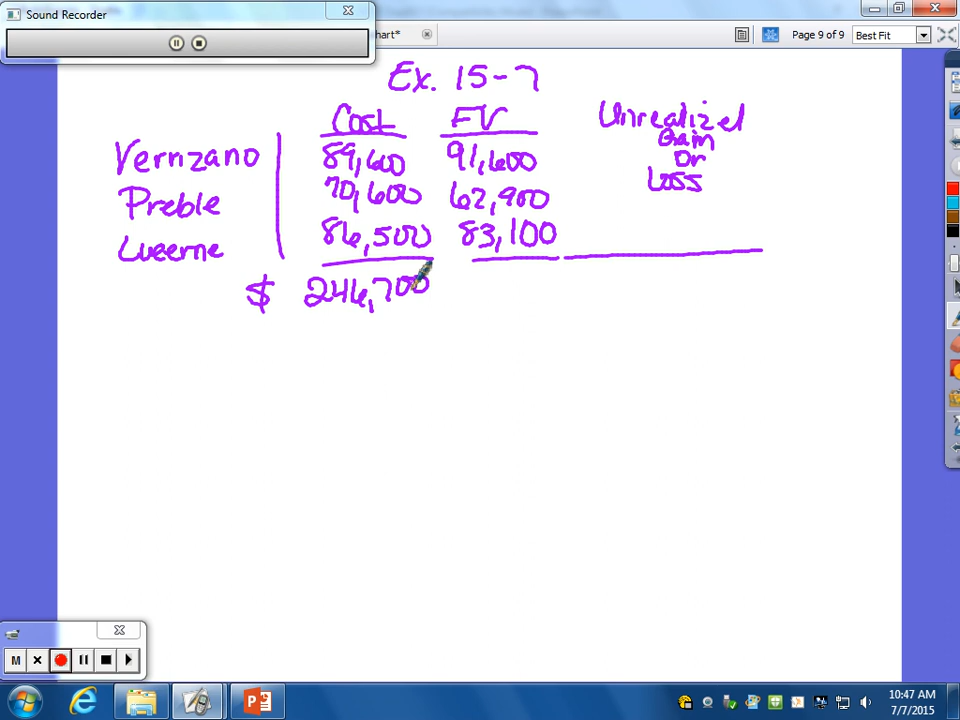 Sound Recorder
hart*
Page 9 of 9
Best Fit
Ex. 15-7
Cost FV Unrealized
Gain
Or
Loss
Verrzano 89,600 91,600
Preble 70,600 62,900
Lucerne 86,500 83,100
$ 246,700
M
10:47 AM
7/7/2015